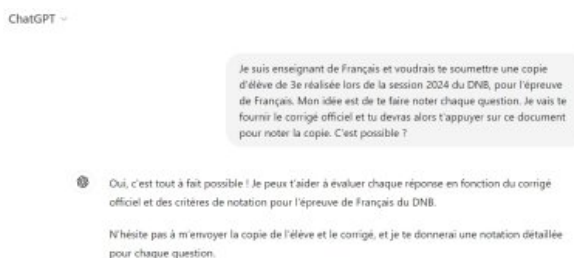 ChatGPT
Je suis enseignant de Français et voudrais te soumettre une copie
d'élève de 3e réalisée lors de la session 2024 du DNB, pour l'épreuve
de Français. Mon idée est de te faire noter chaque question. Je vais te
fournir le corrigé officiel et tu devras alors t'appuyer sur ce document
pour noter la copie. C'est possible ?
Oui, c'est tout à fait possible ! Je peux t'aider à évaluer chaque réponse en fonction du corrigé
officiel et des critères de notation pour l'épreuve de Français du DNB.
N'hésite pas à m'envoyer la copie de l'élève et le corrigé, et je te donnerai une notation détaillée
pour chaque question.